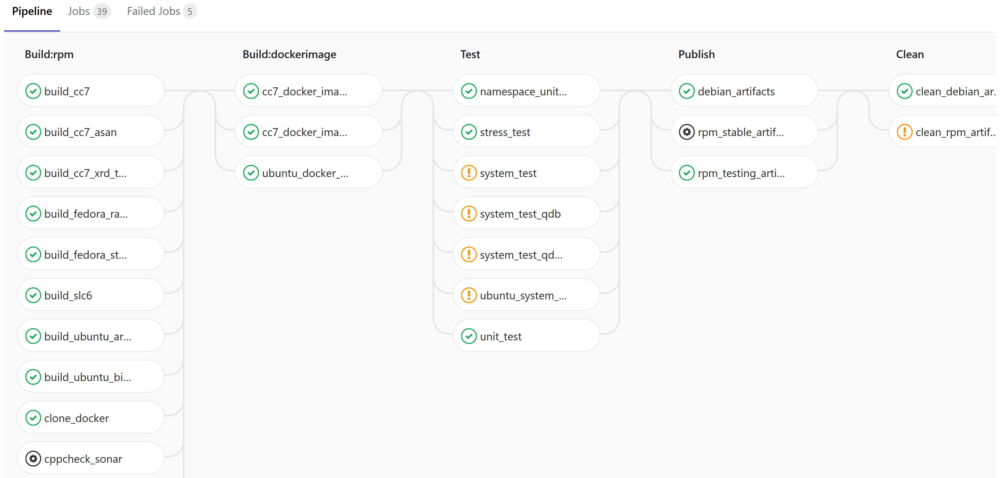 Pipeline Jobs 39 Failed Jobs 5
Build:rpm
build_cc7
build_cc7_asan
build_cc7_xrd_t...
build_fedora_ra...
build_fedora_st...
build_slc6
build_ubuntu_ar...
build_ubuntu_bi...
clone_docker
cppcheck_sonar
Build:dockerimage
cc7_docker_ima...
cc7_docker_ima...
ubuntu_docker_...
Test
namespace_unit...
stress_test
system_test
system_test_qdb
system_test_qd...
ubuntu_system_...
unit_test
Publish
debian_artifacts
rpm_stable_artif...
rpm_testing_arti...
Clean
clean_debian_ar.
clean_rpm_artif...